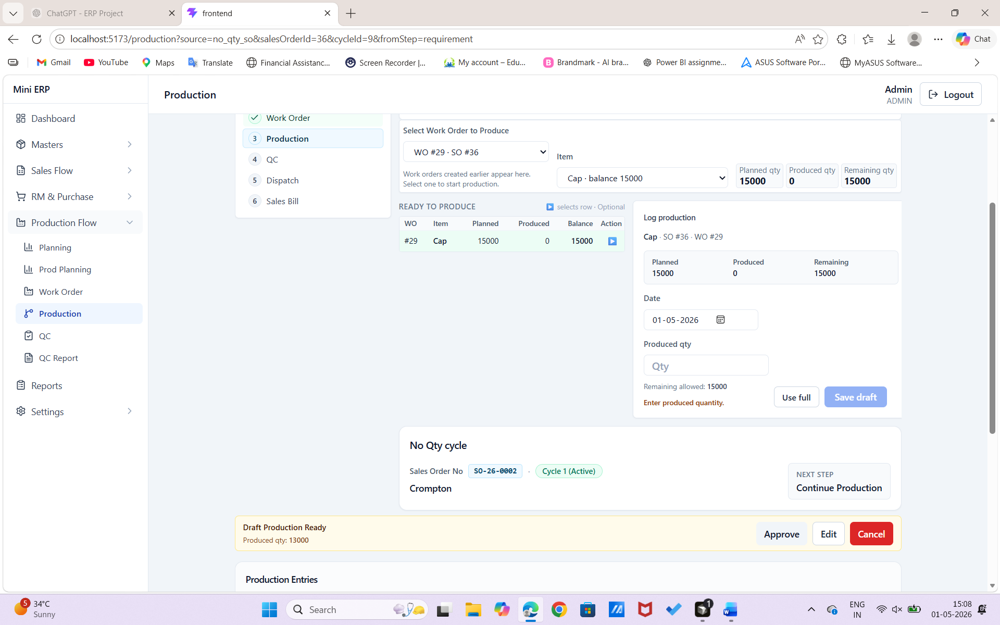 ChatGPT - ERP Project
frontend
localhost:5173/production?source=no_qty_so&salesOrderId=36&cycleId=9&fromStep=requirement
Chat
Gmail
YouTube
Maps
Translate
Financial Assistanc...
Screen Recorder |...
My account – Edu...
Brandmark - AI bra...
Power BI assignme...
ASUS Software Por...
MyASUS Software...
Mini ERP
Production
Admin
ADMIN
Logout
Dashboard
Masters
Sales Flow
RM & Purchase
Production Flow
Planning
Prod Planning
Work Order
Production
QC
QC Report
Reports
Settings
Work Order
3 Production
4 QC
5 Dispatch
6 Sales Bill
Select Work Order to Produce
WO #29 · SO #36
Work orders created earlier appear here.
Select one to start production.
Item
Cap · balance 15000
Planned qty
15000
Produced qty
0
Remaining qty
15000
READY TO PRODUCE
selects row · Optional
WO Item Planned Produced Balance Action
#29 Cap 15000 0 15000
Log production
Cap · SO #36 · WO #29
Planned Produced Remaining
15000 0 15000
Date
01-05-2026
Produced qty
Qty
Remaining allowed: 15000
Enter produced quantity.
Use full
Save draft
No Qty cycle
Sales Order No SO-26-0002 · Cycle 1 (Active)
Crompton
NEXT STEP
Continue Production
Draft Production Ready
Produced qty: 13000
Approve
Edit
Cancel
Production Entries
5
34°C
Sunny
Search
1
ENG
IN
15:08
01-05-2026